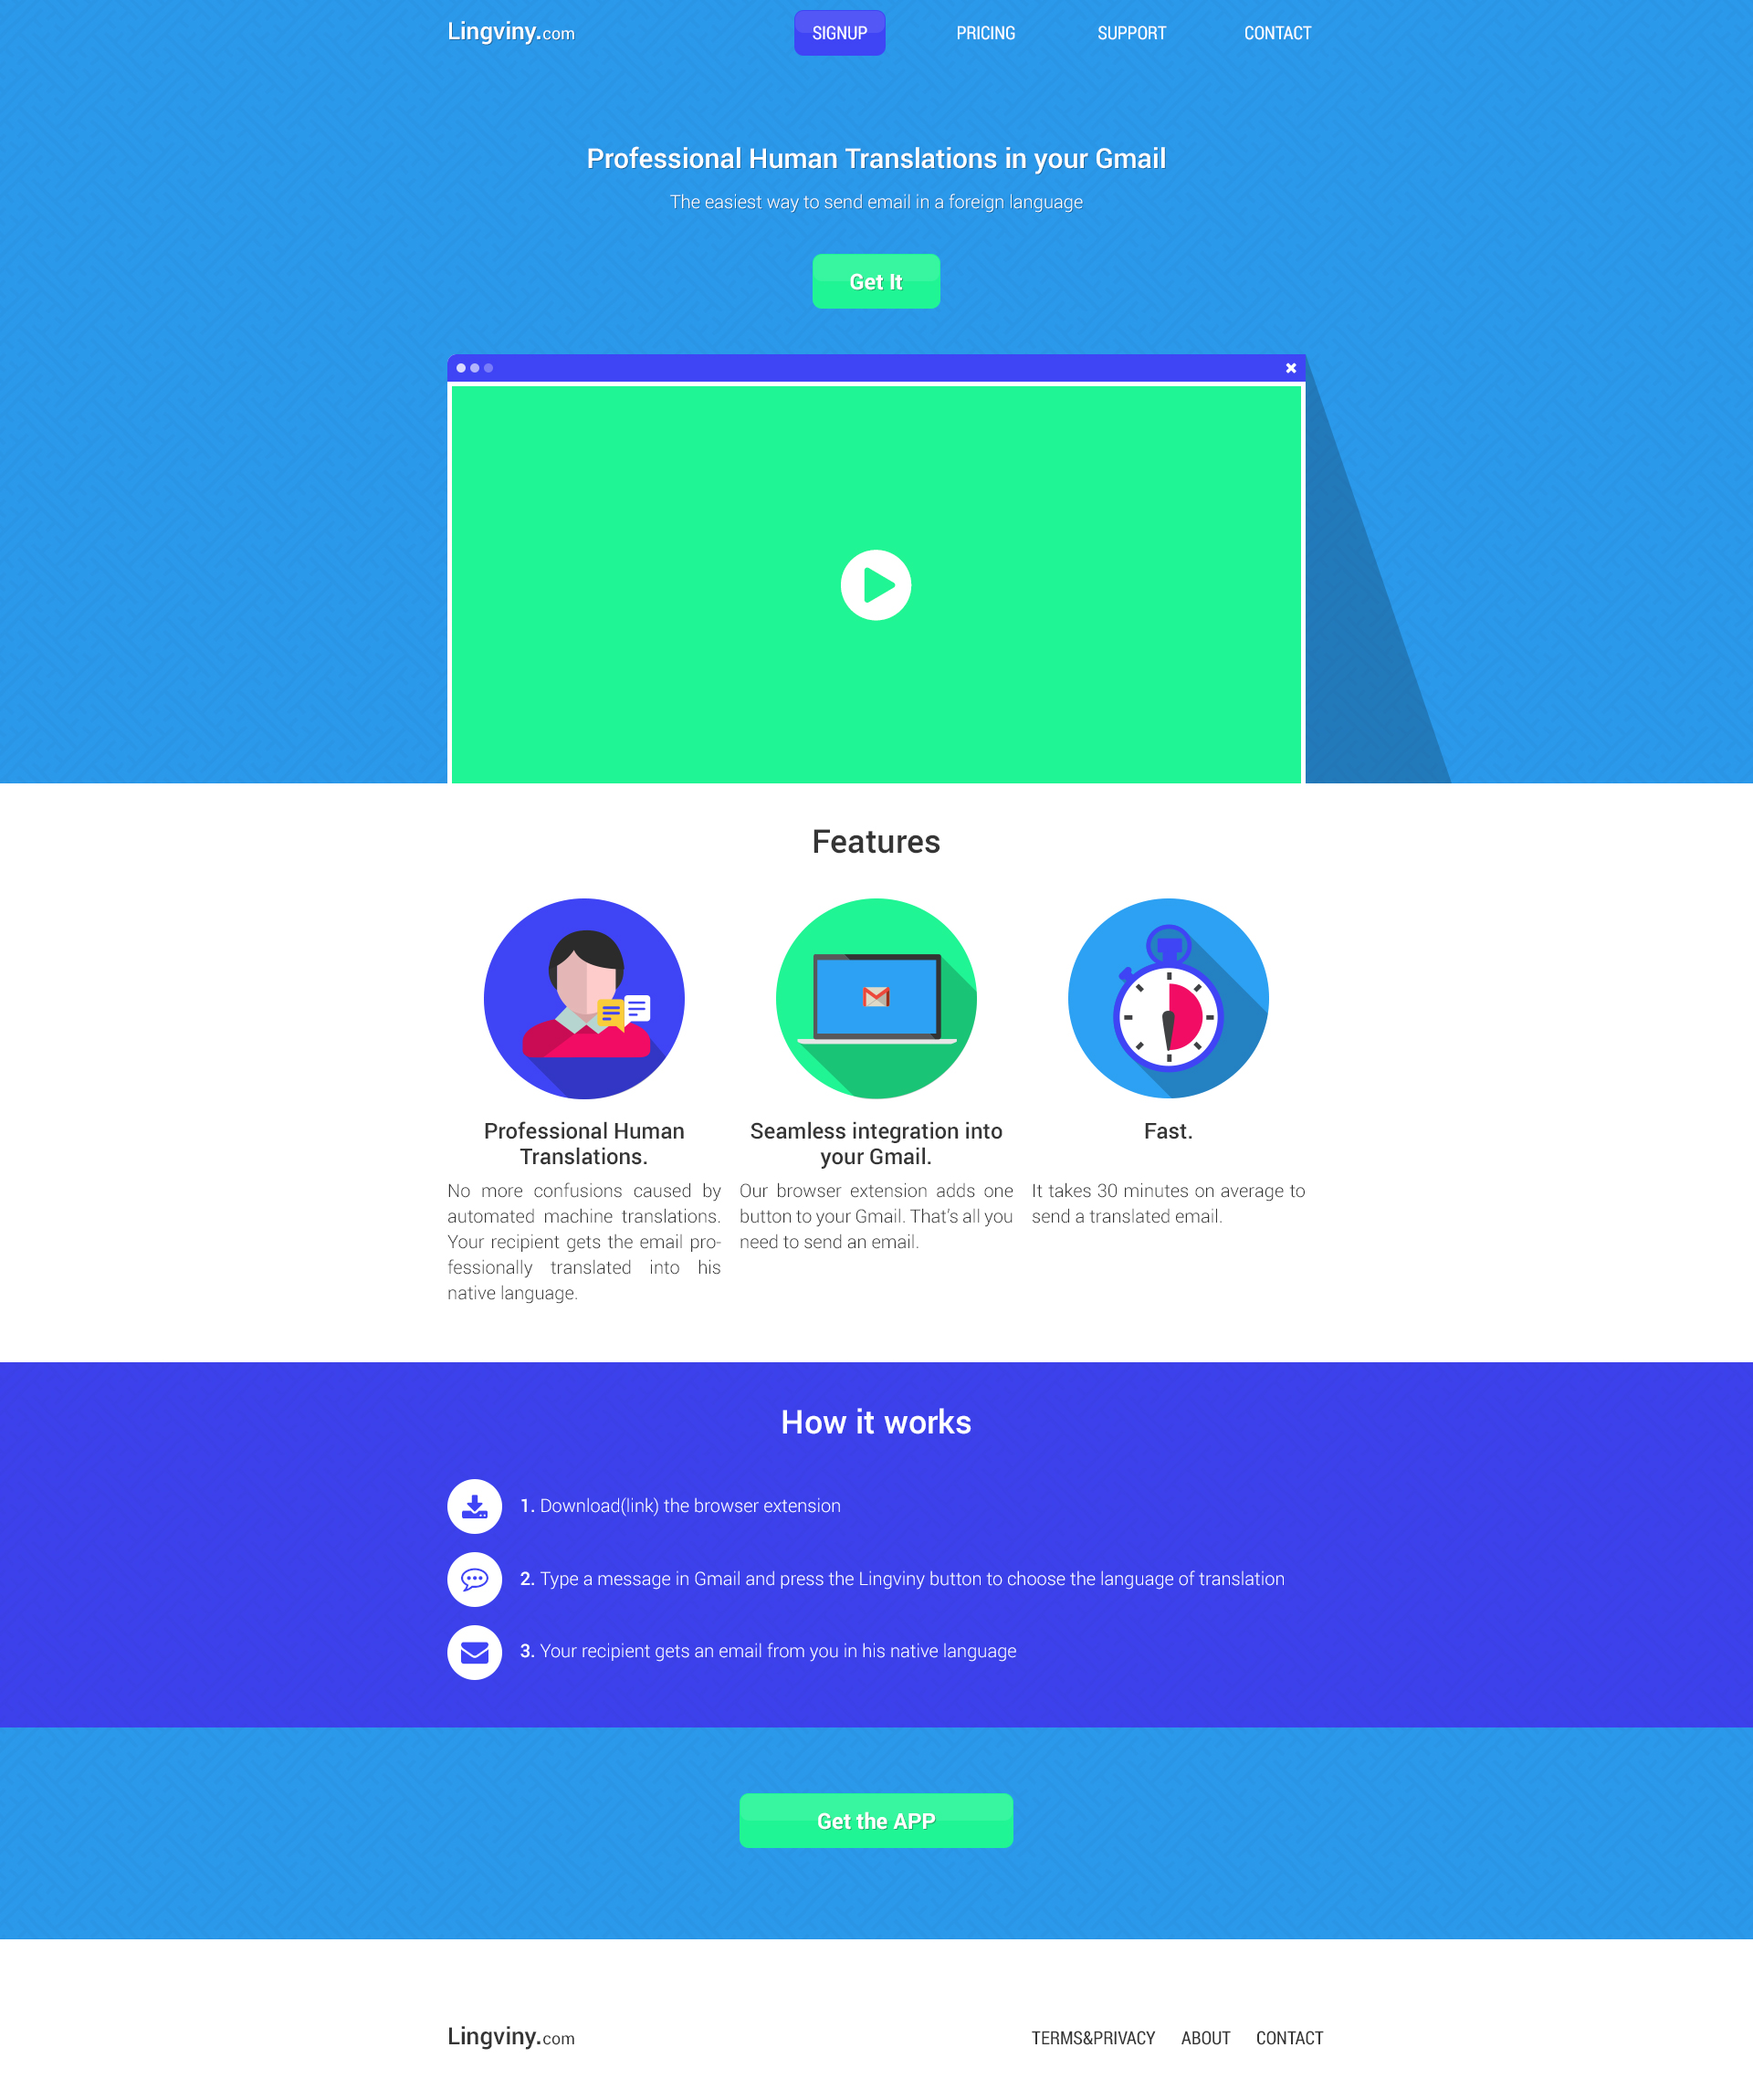 Lingviny.com
SIGNUP
PRICING
SUPPORT
CONTACT
Professional Human Translations in your Gmail
The easiest way to send email in a foreign language
Get It
Features
Professional Human
Translations.
No more confusions caused by
automated machine translations.
Your recipient gets the email pro-
fessionally translated into his
native language.
Seamless integration into
your Gmail.
Our browser extension adds one
button to your Gmail. That's all you
need to send an email.
Fast.
It takes 30 minutes on average to
send a translated email.
How it works
1. Download(link) the browser extension
2. Type a message in Gmail and press the Lingviny button to choose the language of translation
3. Your recipient gets an email from you in his native language
Get the APP
Lingviny.com
TERMS&PRIVACY
ABOUT
CONTACT